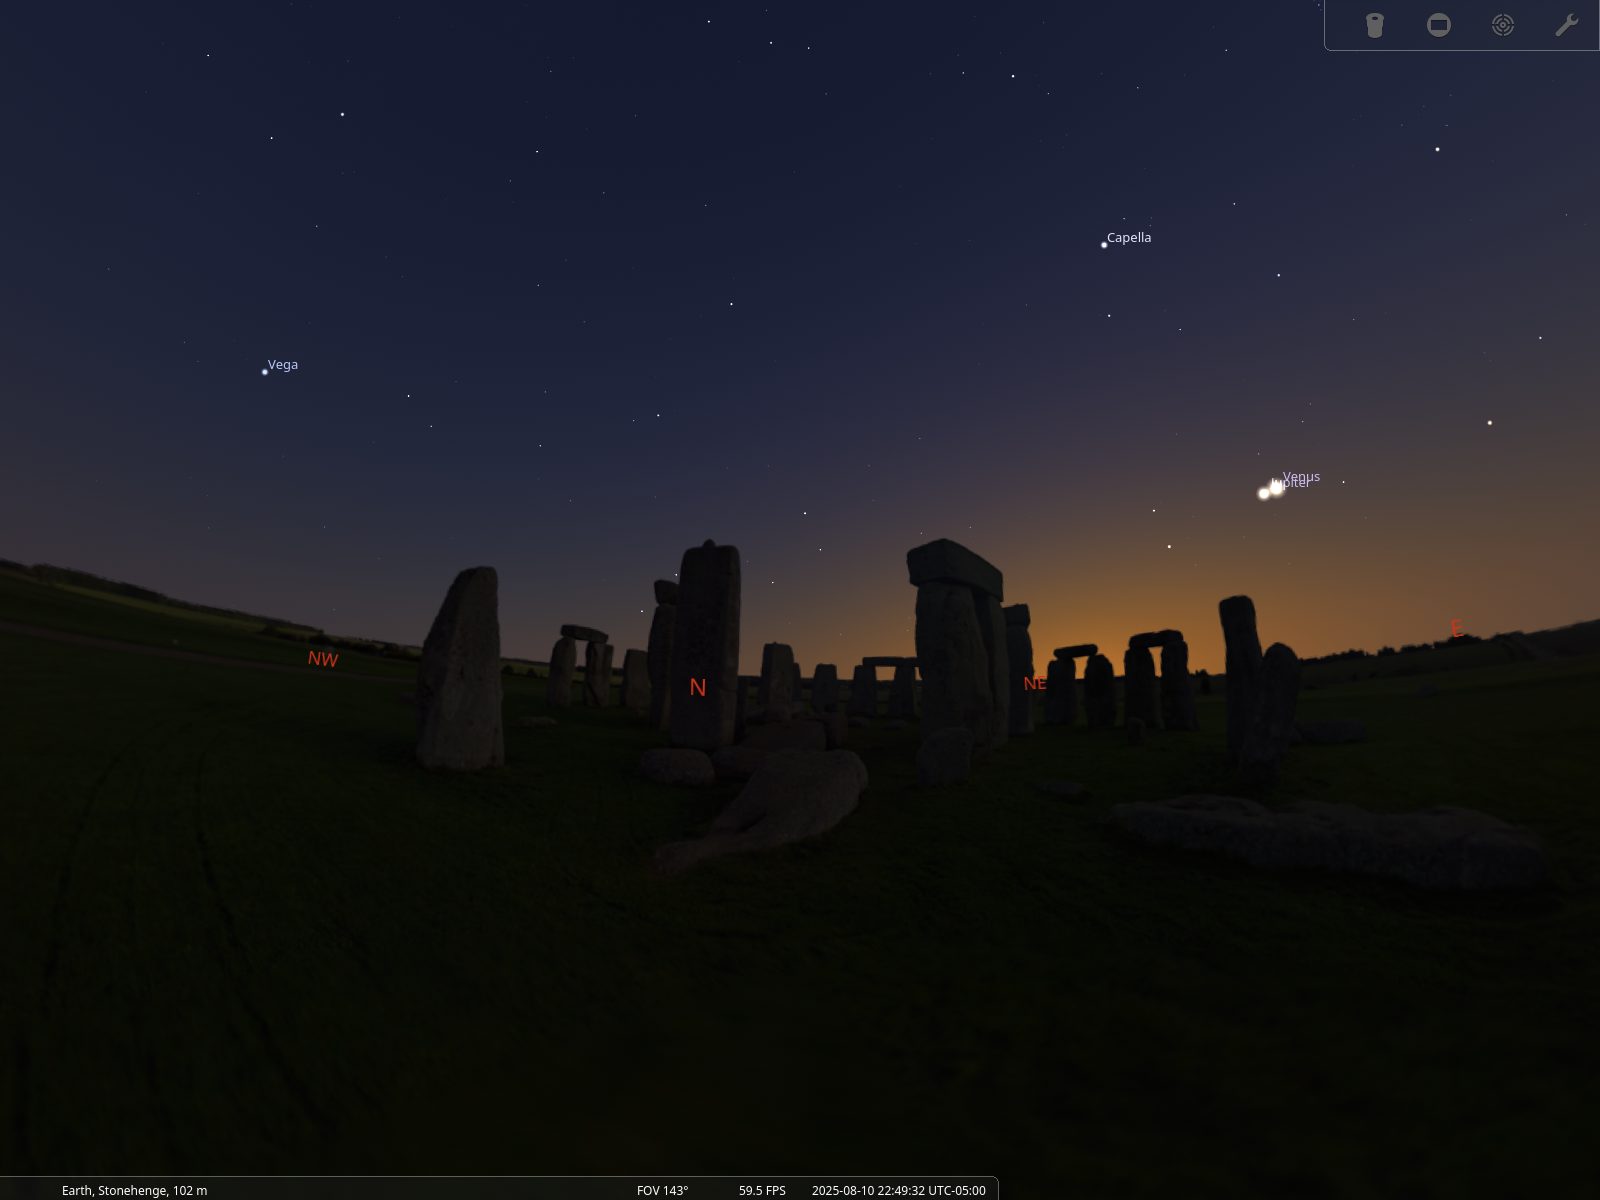 Capella
Vega
Venus
Jupiter
E
NW
N
NE
Earth, Stonehenge, 102 m
FOV 143°
59.5 FPS
2025-08-10 22:49:32 UTC-05:00